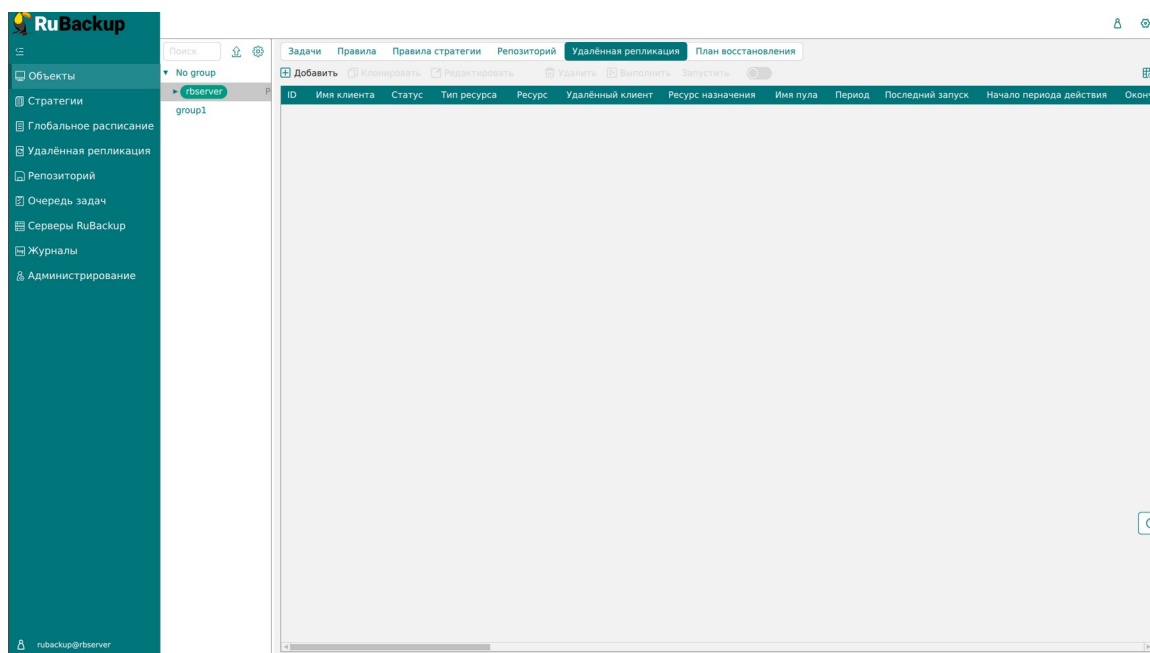 RuBackup
Поиск
Задачи Правила Правила стратегии Репозиторий Удалённая репликация План восстановления
Объекты
Стратегии
Глобальное расписание
Удалённая репликация
Репозиторий
Очередь задач
Серверы RuBackup
Журналы
Администрирование
No group
rbserver P
group1
Добавить Клонировать Редактировать Удалить Выполнить Запустить
ID Имя клиента Статус Тип ресурса Ресурс Удалённый клиент Ресурс назначения Имя пула Период Последний запуск Начало периода действия
rubackup@rbserver